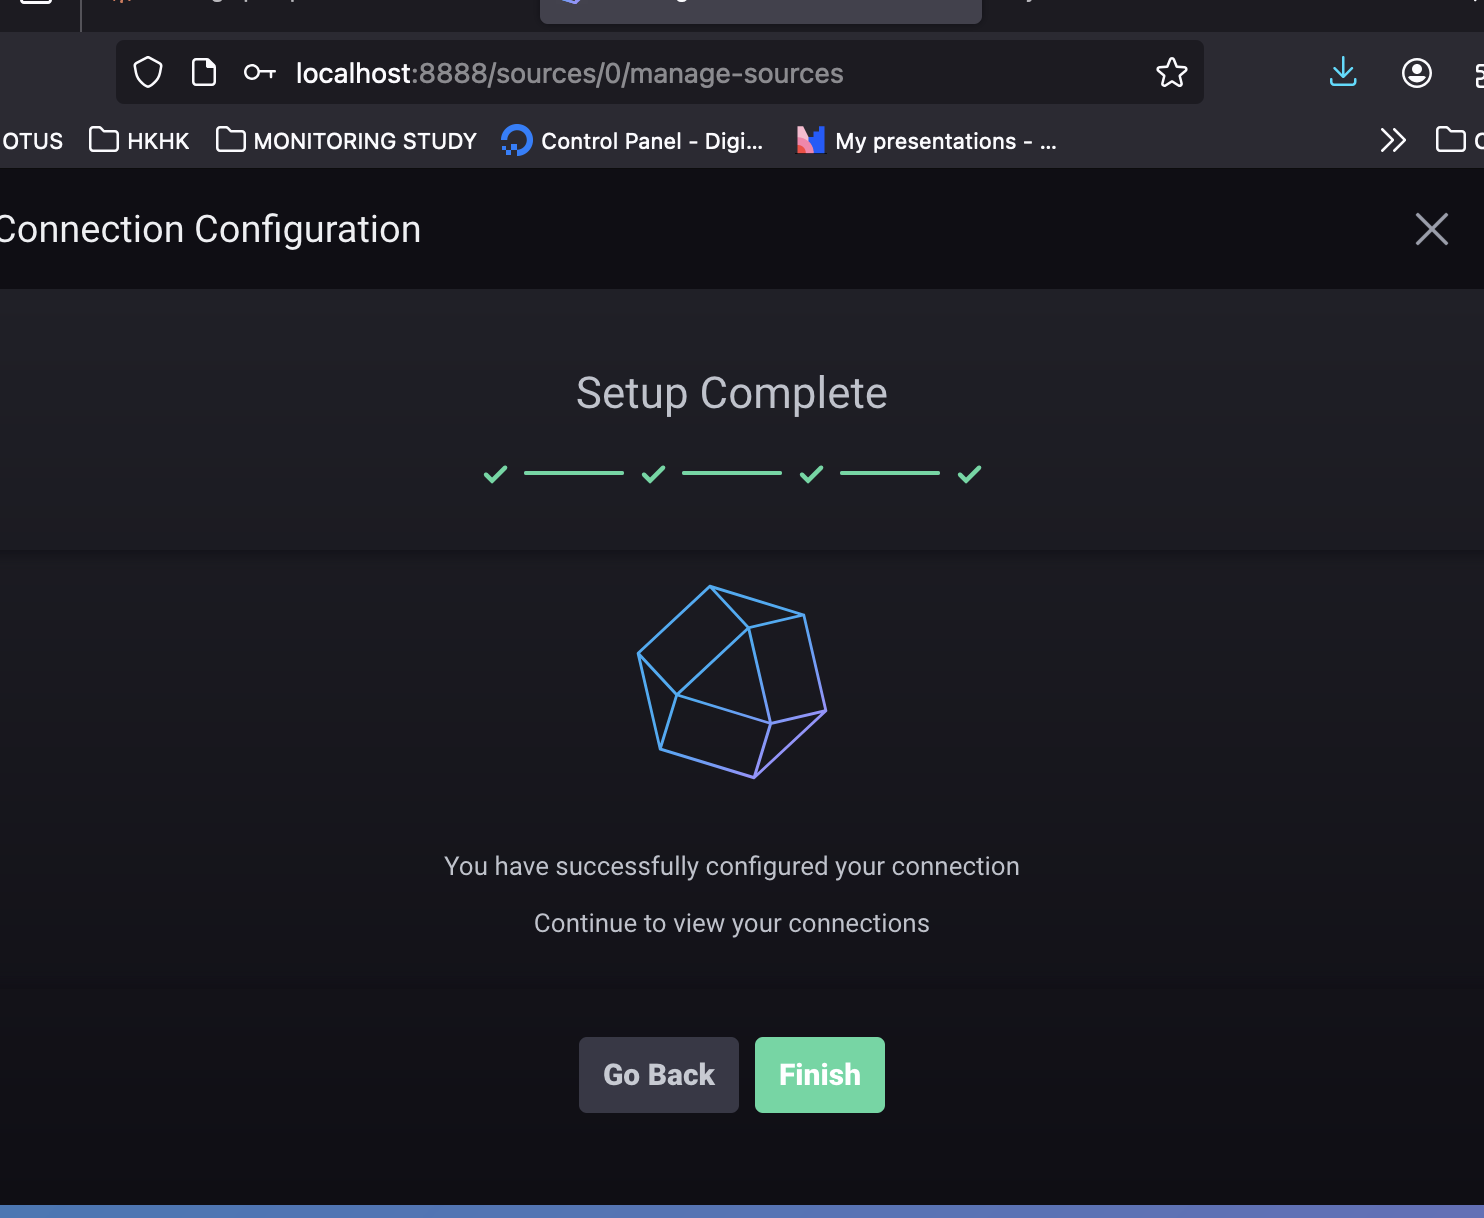 localhost:8888/sources/0/manage-sources
OTUS HKHK MONITORING STUDY Control Panel - Digi... My presentations - ...
Connection Configuration
Setup Complete
You have successfully configured your connection
Continue to view your connections
Go Back Finish